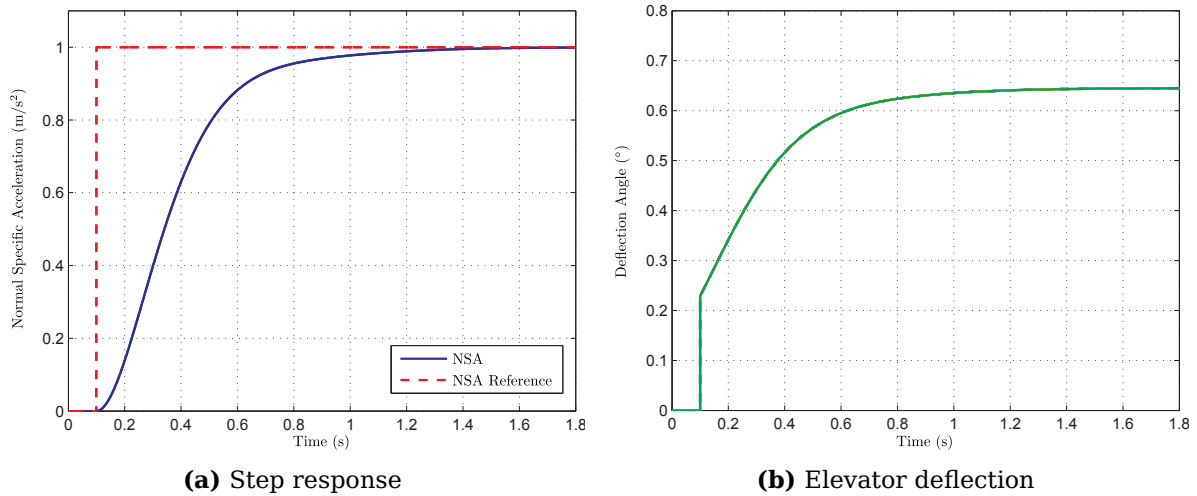 Normal Specific Acceleration (m/s²)
1
0.8
0.6
0.4
0.2
0
0 0.2 0.4 0.6 0.8 1 1.2 1.4 1.6 1.8
Time (s)
NSA
NSA Reference
(a) Step response
Deflection Angle (°)
0.8
0.7
0.6
0.5
0.4
0.3
0.2
0.1
0
0 0.2 0.4 0.6 0.8 1 1.2 1.4 1.6 1.8
Time (s)
(b) Elevator deflection